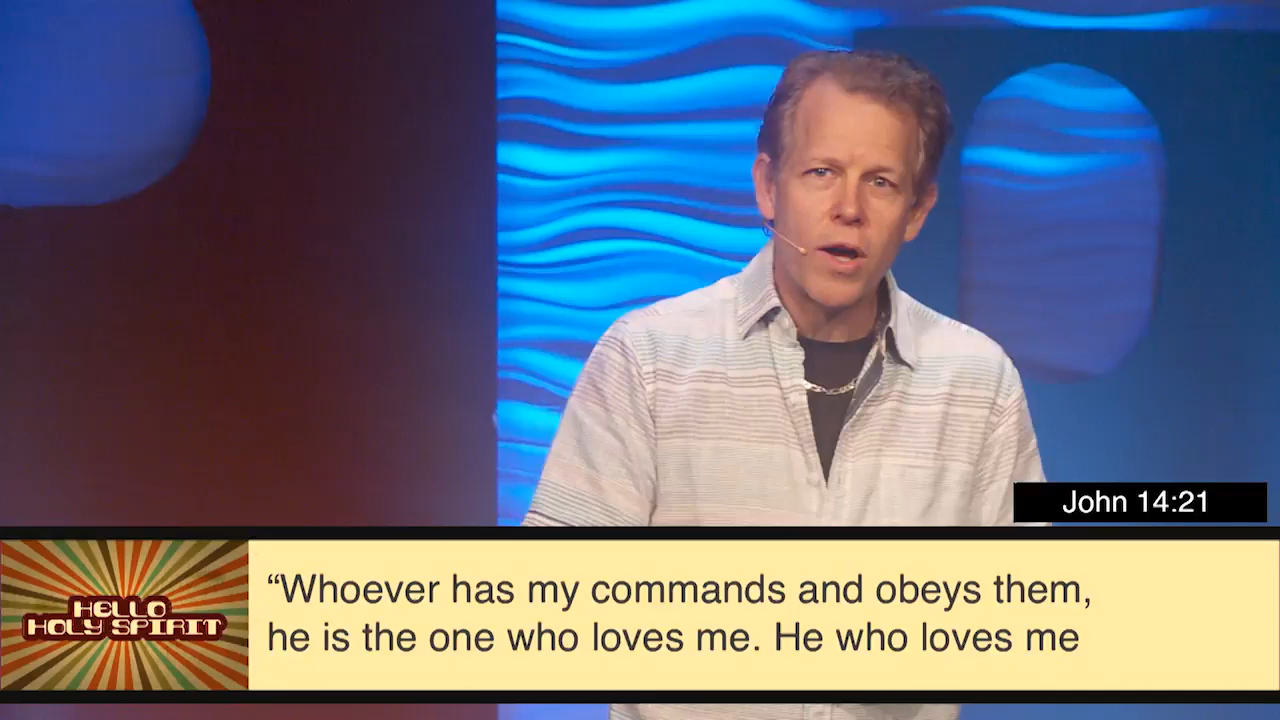 John 14:21
HELLO
HOLY SPIRIT
“Whoever has my commands and obeys them,
he is the one who loves me. He who loves me